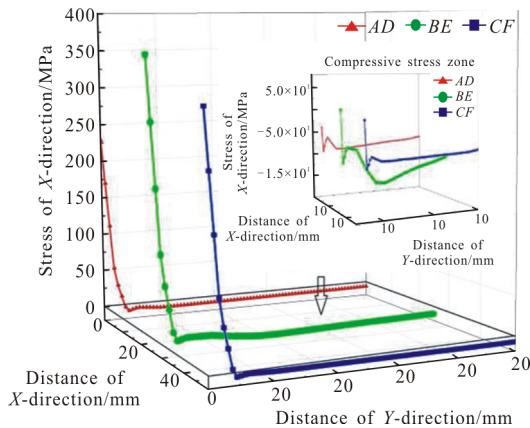 400
350
300
250
200
150
100
50
0
Stress of X-direction/MPa
AD BE CF
Compressive stress zone
AD
BE
CF
5.0×10¹
−5.0×10¹
−1.5×10¹
Stress of
X-direction/MPa
10
10
10
10
10
10
Distance of
X-direction/mm
Distance of
Y-direction/mm
0
20
40
Distance of
X-direction/mm
0
20
20
20
20
20
Distance of Y-direction/mm